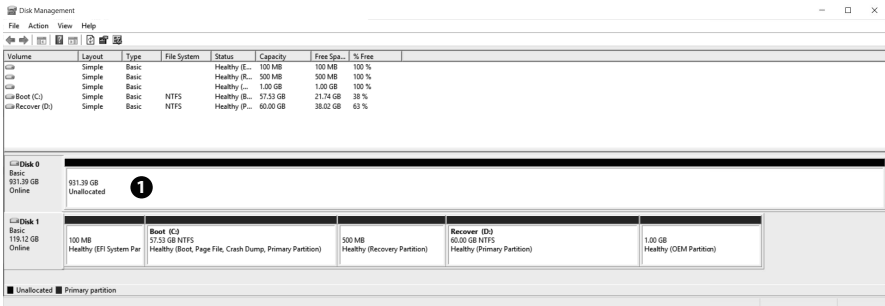 Disk Management
File Action View Help
Volume Layout Type File System Status Capacity Free Spa... % Free
Simple Basic Healthy (E... 100 MB 100 MB 100 %
Simple Basic Healthy (R... 500 MB 500 MB 100 %
Simple Basic Healthy (... 1.00 GB 1.00 GB 100 %
Boot (C:) Simple Basic NTFS Healthy (B... 57.53 GB 21.74 GB 38 %
Recover (D:) Simple Basic NTFS Healthy (P... 60.00 GB 38.02 GB 63 %
Disk 0
Basic
931.39 GB
Online
931.39 GB
Unallocated
1
Disk 1
Basic
119.12 GB
Online
100 MB
Healthy (EFI System Par
Boot (C:)
57.53 GB NTFS
Healthy (Boot, Page File, Crash Dump, Primary Partition)
500 MB
Healthy (Recovery Partition)
Recover (D:)
60.00 GB NTFS
Healthy (Primary Partition)
1.00 GB
Healthy (OEM Partition)
Unallocated Primary partition